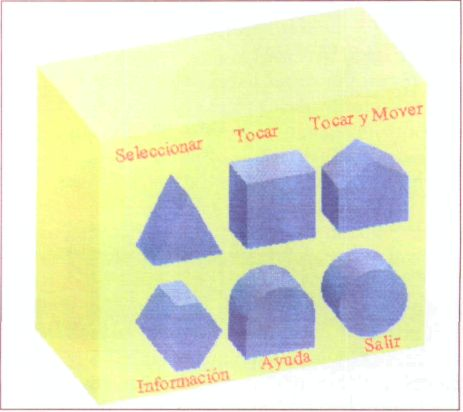 Seleccionar
Tocar
Tocar y Mover
Información
Ayuda
Salir